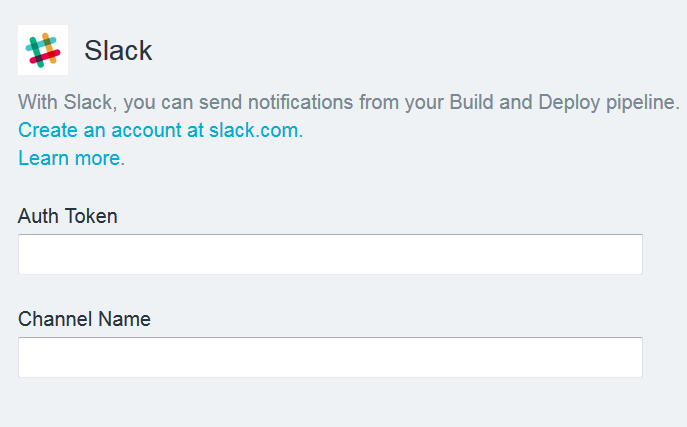 Slack
With Slack, you can send notifications from your Build and Deploy pipeline.
Create an account at slack.com.
Learn more.
Auth Token
Channel Name